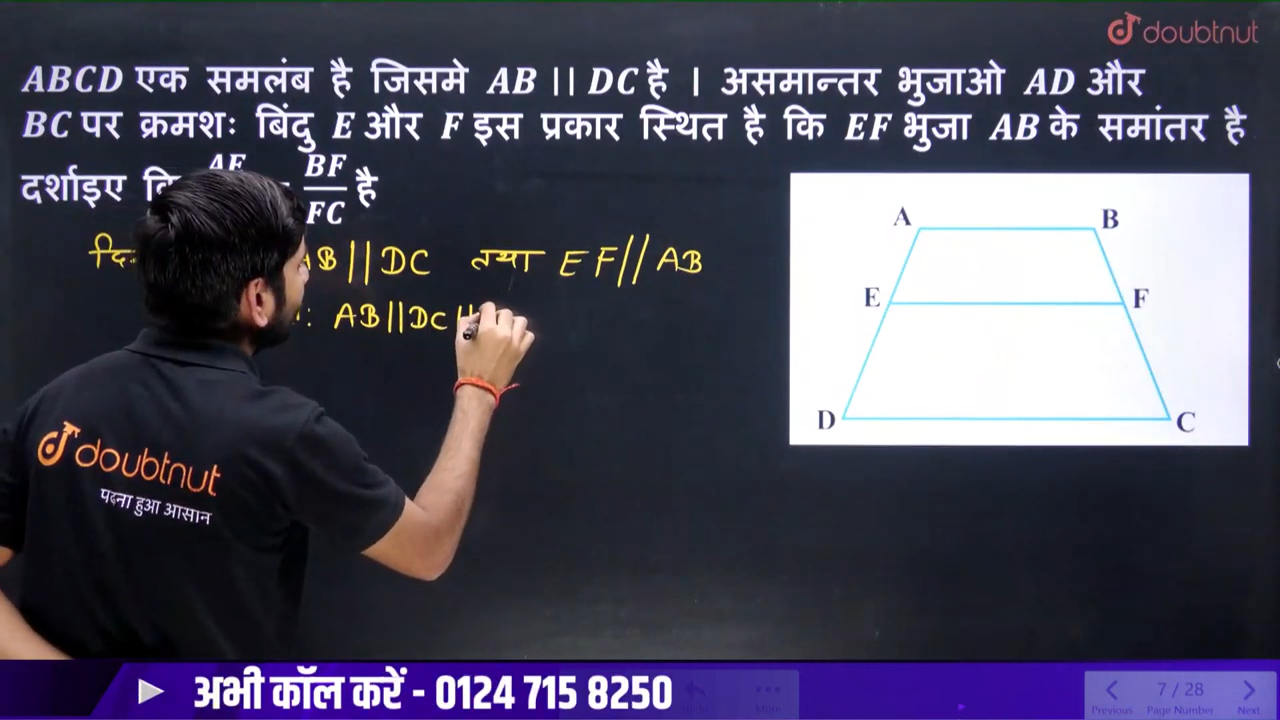 doubtnut
ABCD एक समलंब है जिसमे AB || DC है । असमान्तर भुजाओ AD और
BC पर क्रमशः बिंदु E और F इस प्रकार स्थित है कि EF भुजा AB के समांतर है
दर्शाइए BF/FC है
AB||DC तथा EF//AB
AB||DC
A B
E F
D C
doubtnut
पढना हुआ आसान
अभी कॉल करें - 0124 715 8250
7 / 28
Previous Page Number Next
More